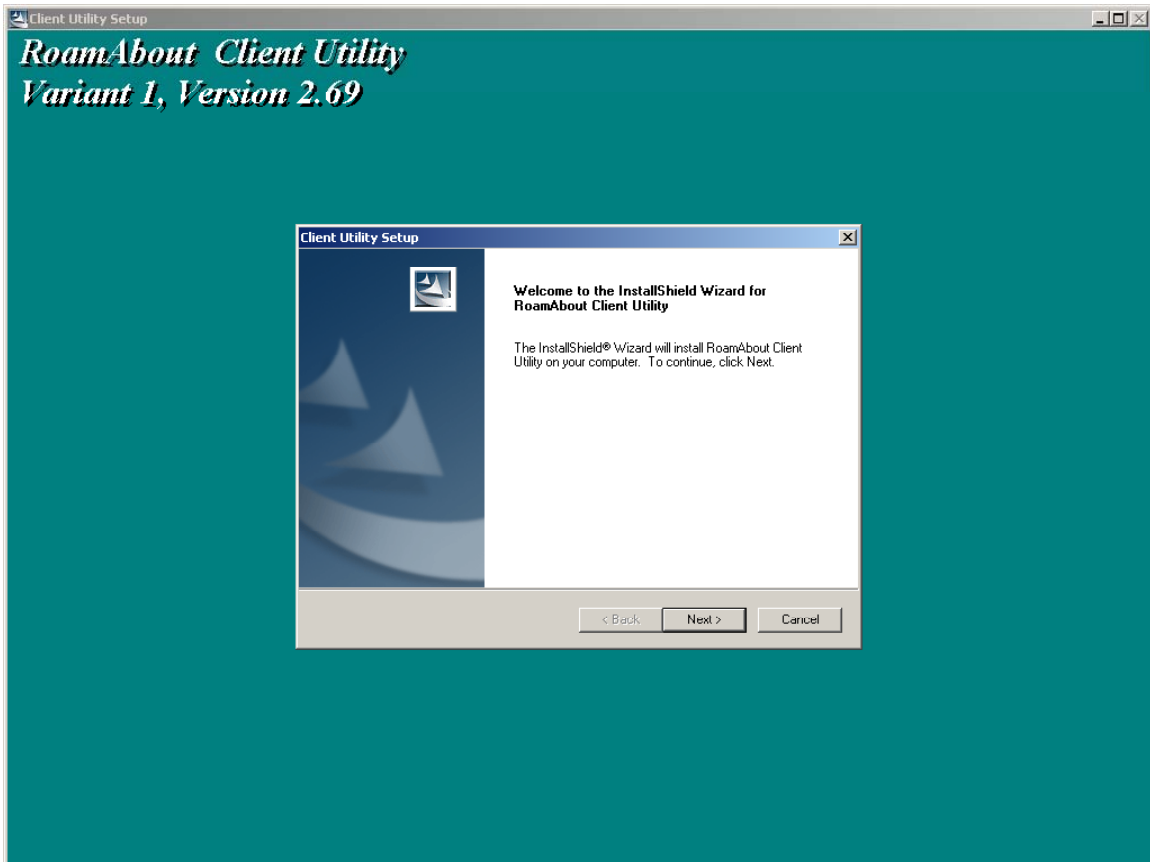 Client Utility Setup
RoamAbout Client Utility
Variant 1, Version 2.69
Client Utility Setup
Welcome to the InstallShield Wizard for
RoamAbout Client Utility
The InstallShield® Wizard will install RoamAbout Client
Utility on your computer. To continue, click Next.
< Back Next > Cancel